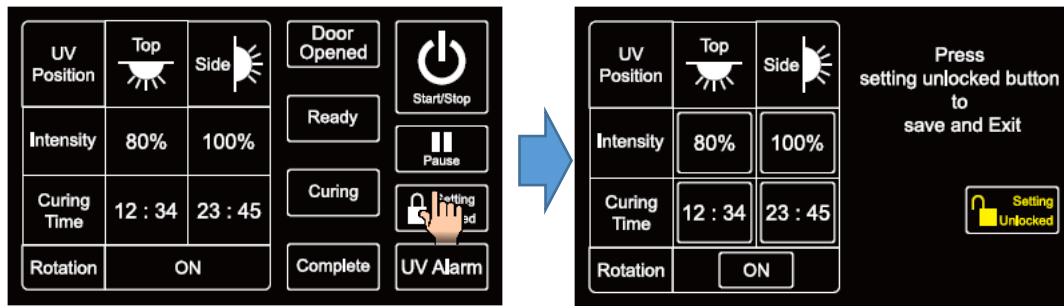 UV
Position
Top
Side
Intensity
80%
100%
Curing
Time
12 : 34
23 : 45
Rotation
ON
Door
Opened
Ready
Curing
Complete
Start/Stop
Pause
Setting
UV Alarm
UV
Position
Top
Side
Intensity
80%
100%
Curing
Time
12 : 34
23 : 45
Rotation
ON
Press
setting unlocked button
to
save and Exit
Setting
Unlocked